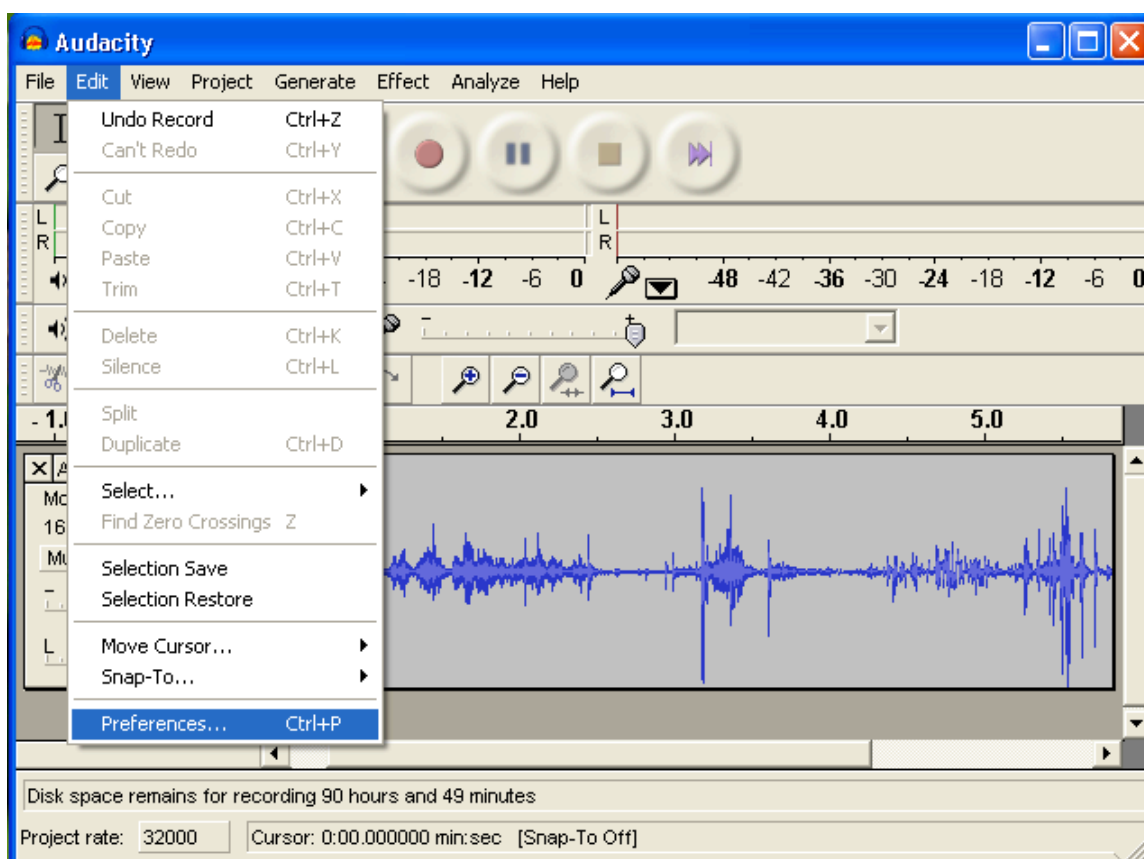 Audacity
File Edit View Project Generate Effect Analyze Help
Undo Record Ctrl+Z
Can't Redo Ctrl+Y
Cut Ctrl+X
Copy Ctrl+C
Paste Ctrl+V
Trim Ctrl+T
Delete Ctrl+K
Silence Ctrl+L
Split
Duplicate Ctrl+D
Select...
Find Zero Crossings Z
Selection Save
Selection Restore
Move Cursor...
Snap-To...
Preferences... Ctrl+P
L L
R R
-18 -12 -6 0 -48 -42 -36 -30 -24 -18 -12 -6 0
- +
2.0 3.0 4.0 5.0
X
16
-
L
Disk space remains for recording 90 hours and 49 minutes
Project rate: 32000 Cursor: 0:00.000000 min:sec [Snap-To Off]